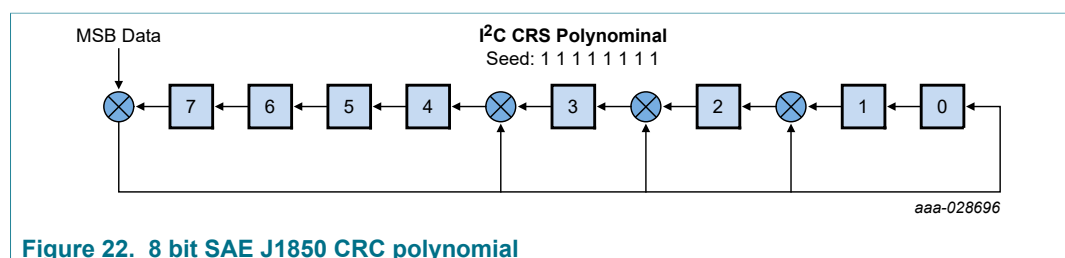 MSB Data
I²C CRS Polynominal
Seed: 1 1 1 1 1 1 1 1
7 6 5 4 3 2 1 0
aaa-028696
Figure 22. 8 bit SAE J1850 CRC polynomial